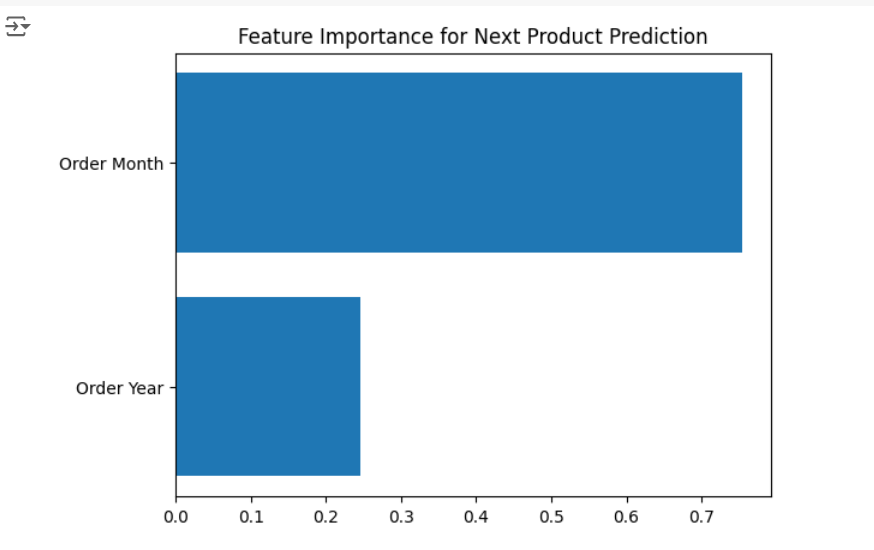 Feature Importance for Next Product Prediction
Order Month
Order Year
0.0 0.1 0.2 0.3 0.4 0.5 0.6 0.7